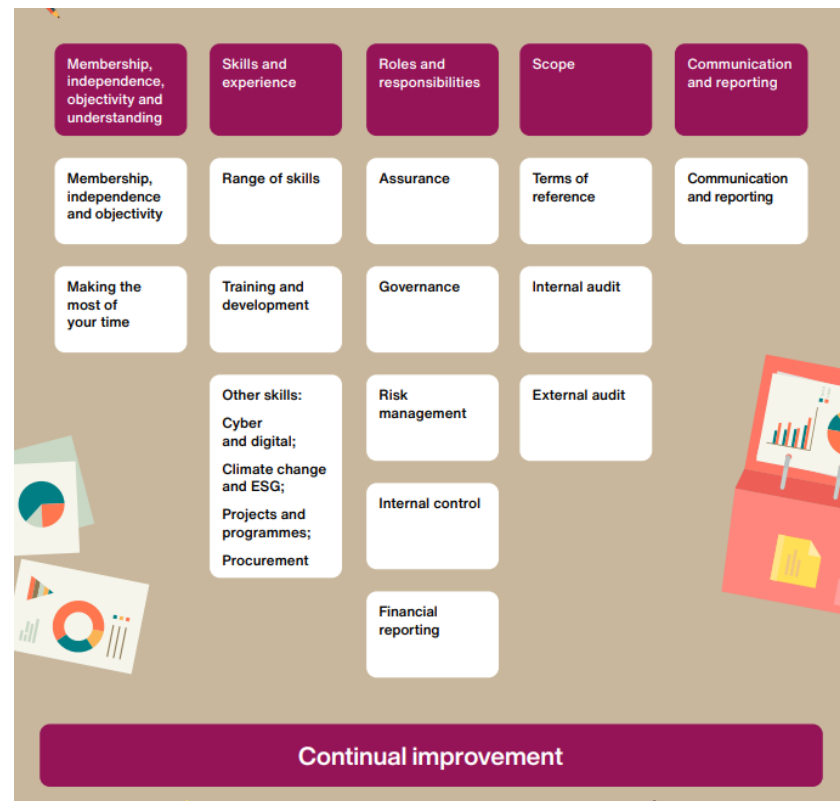 Membership,
independence,
objectivity and
understanding
Skills and
experience
Roles and
responsibilities
Scope
Communication
and reporting
Membership,
independence
and objectivity
Range of skills
Assurance
Terms of
reference
Communication
and reporting
Making the
most of
your time
Training and
development
Governance
Internal audit
Other skills:
Cyber
and digital;
Climate change
and ESG;
Projects and
programmes;
Procurement
Risk
management
External audit
Internal control
Financial
reporting
Continual improvement